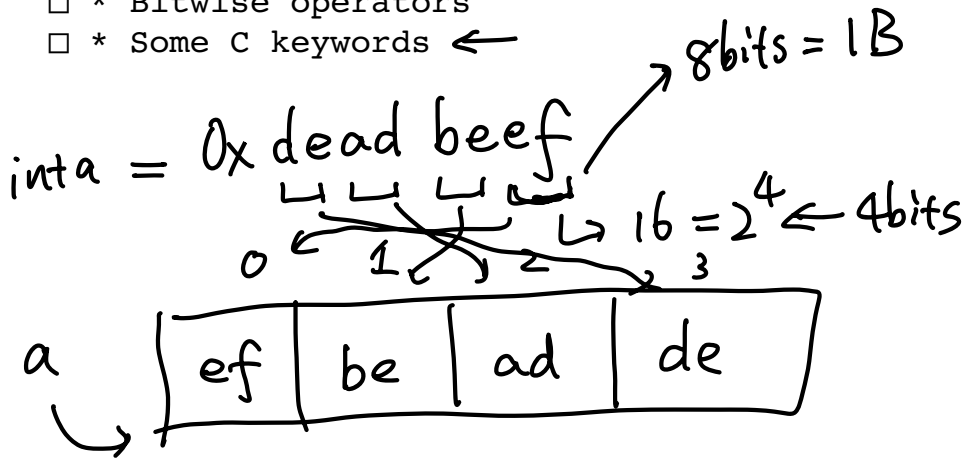 □ * Bitwise operators
□ * Some C keywords ←
8bits = 1B
int a = 0x dead beef
↳ 16 = 2^4 ← 4bits
0 1 2 3
a ef be ad de